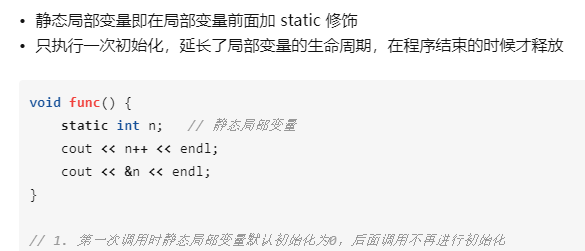 静态局部变量即在局部变量前面加 static 修饰
只执行一次初始化，延长了局部变量的生命周期，在程序结束的时候才释放
void func() {
static int n;   // 静态局部变量
cout << n++ << endl;
cout << &n << endl;
}
// 1. 第一次调用时静态局部变量默认初始化为0，后面调用不再进行初始化